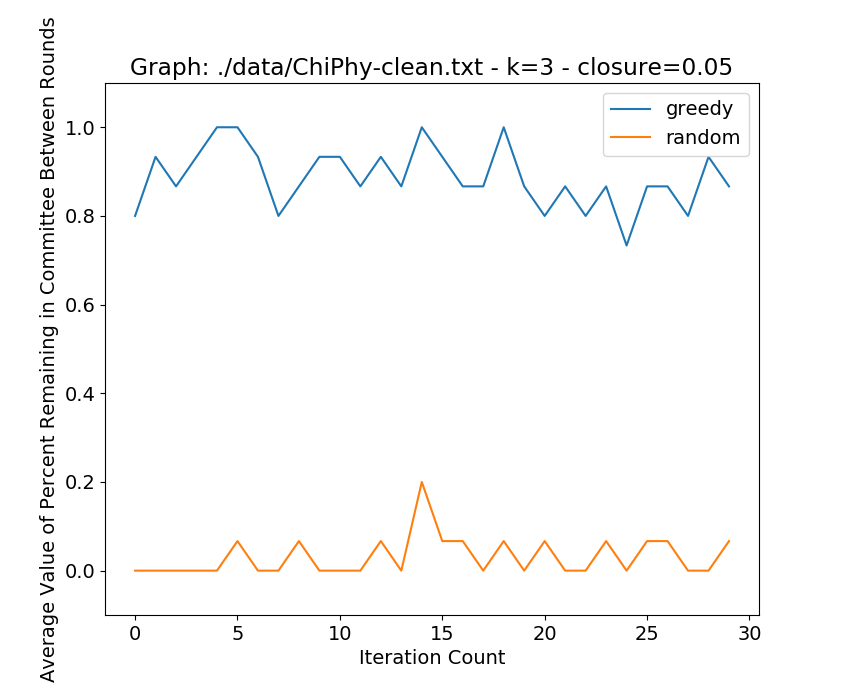 Graph: ./data/ChiPhy-clean.txt - k=3 - closure=0.05
greedy
random
Average Value of Percent Remaining in Committee Between Rounds
1.0
0.8
0.6
0.4
0.2
0.0
0 5 10 15 20 25 30
Iteration Count